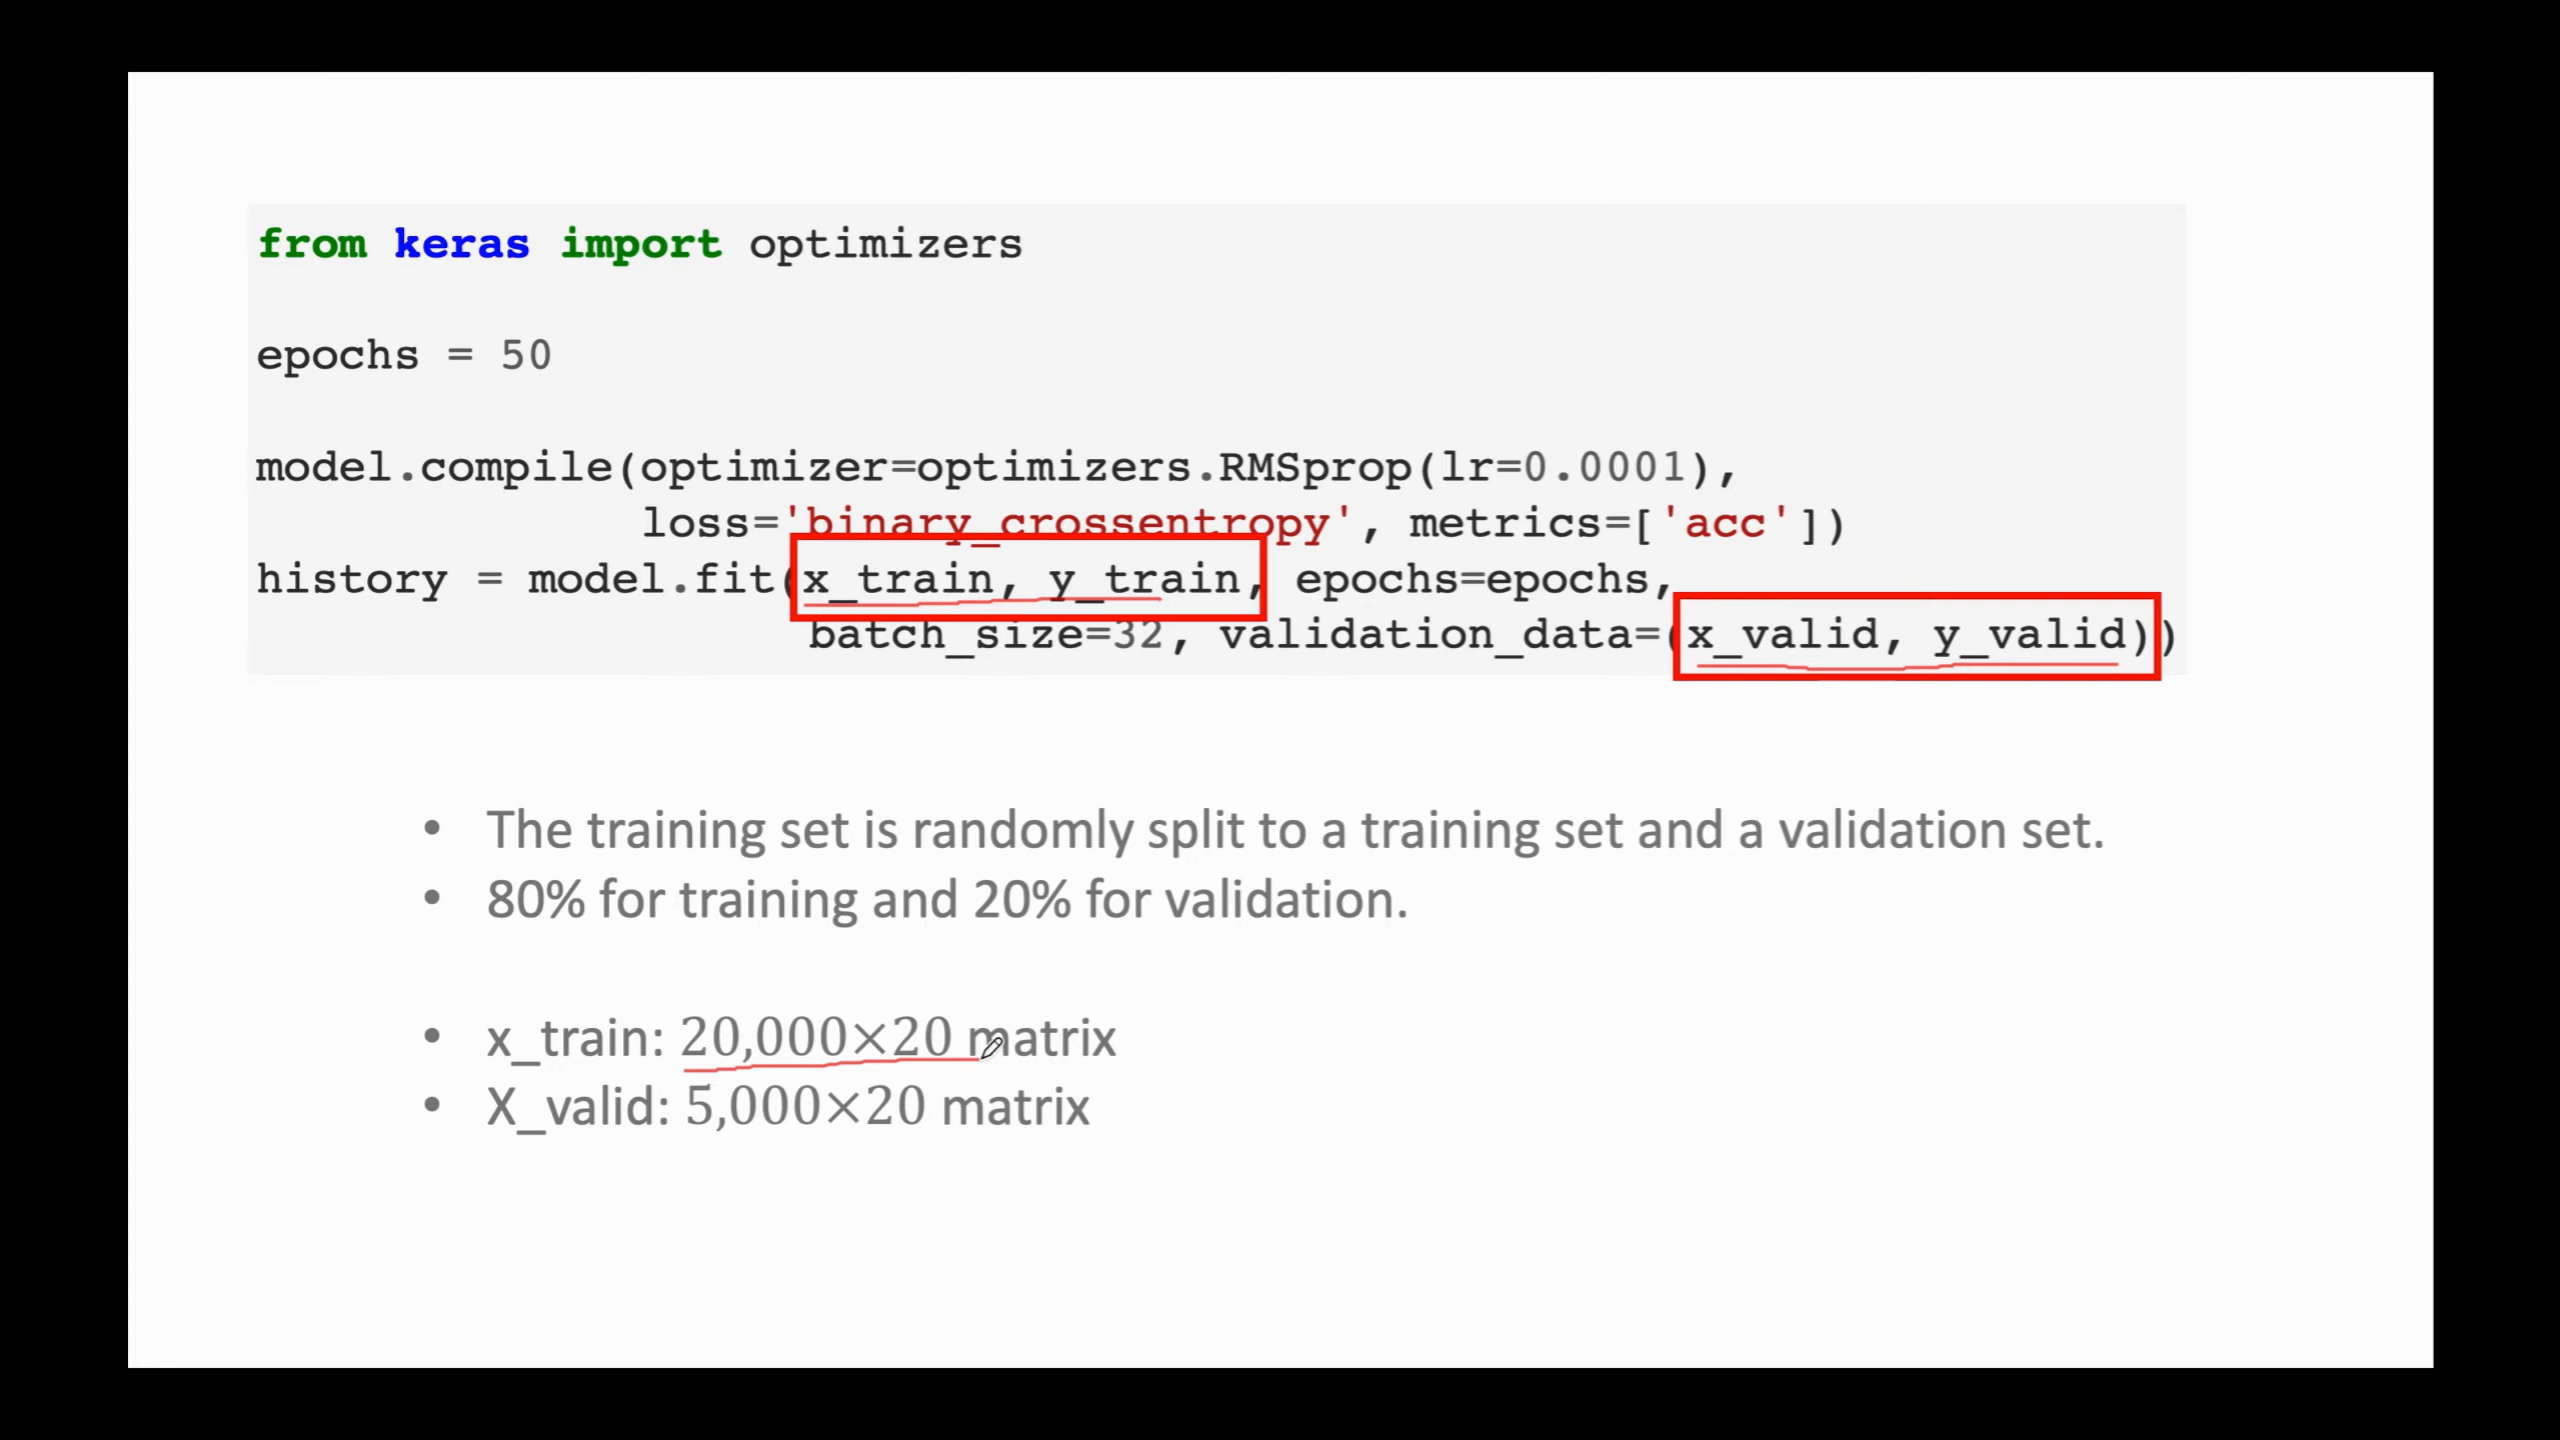 from keras import optimizers
epochs = 50
model.compile(optimizer=optimizers.RMSprop(lr=0.0001),
loss='binary_crossentropy', metrics=['acc'])
history = model.fit(x_train, y_train, epochs=epochs,
batch_size=32, validation_data=(x_valid, y_valid))
• The training set is randomly split to a training set and a validation set.
• 80% for training and 20% for validation.
• x_train: 20,000×20 matrix
• X_valid: 5,000×20 matrix